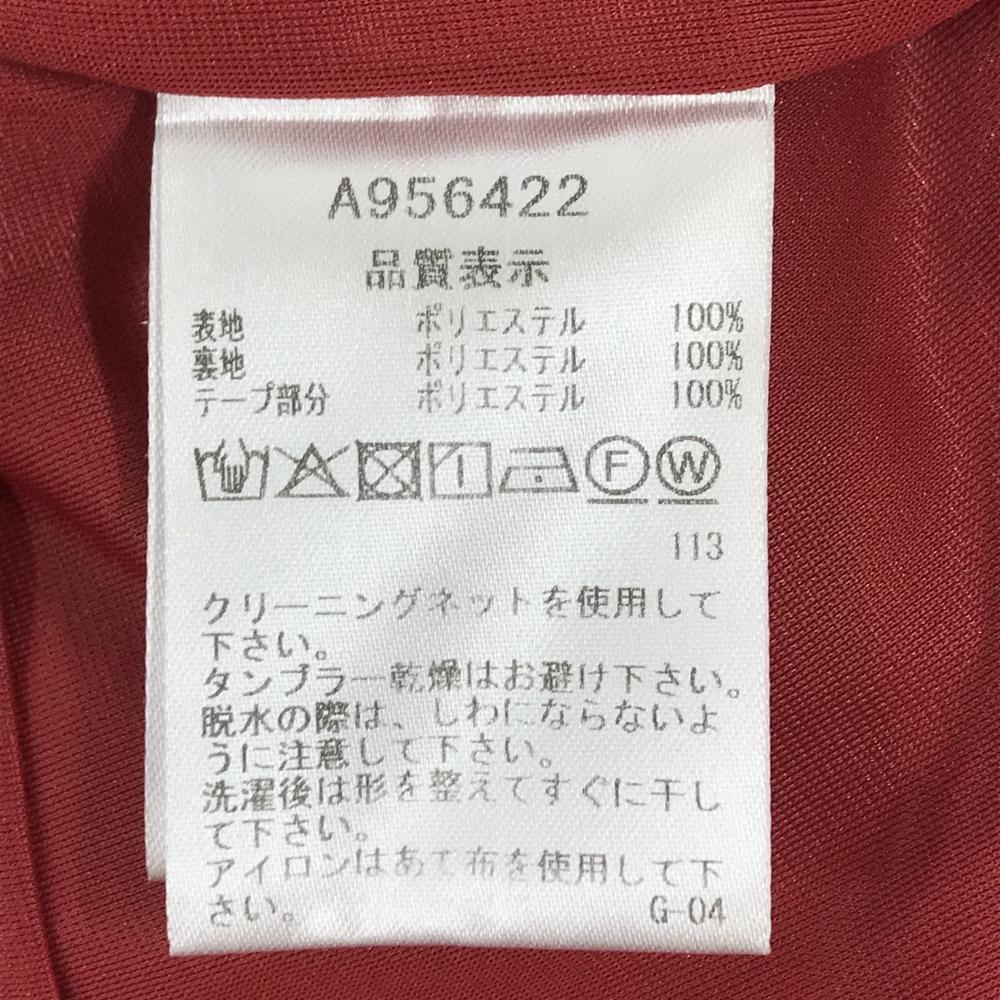 A956422
品質表示
表地 ポリエステル 100%
裏地 ポリエステル 100%
テープ部分 ポリエステル 100%
F W
113
クリーニングネットを使用して
下さい。
タンブラー乾燥はお避け下さい。
脱水の際は、しわにならないよ
うに注意して下さい。
洗濯後は形を整えてすぐに干し
て下さい。
アイロンはあて布を使用して下
さい。 G-04